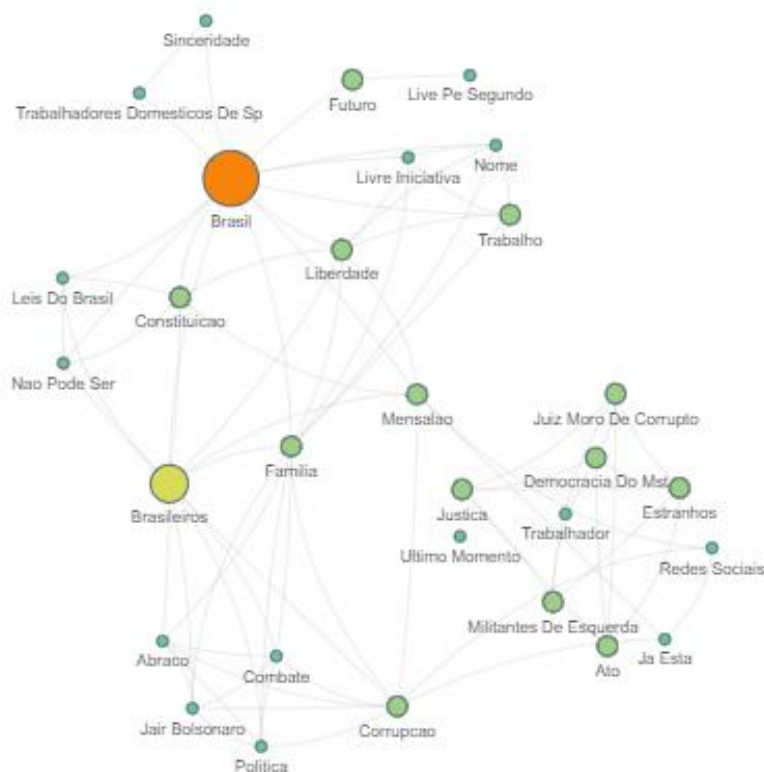 Sinceridade
Trabalhadores Domesticos De Sp
Futuro
Live Pe Segundo
Livre Iniciativa
Nome
Brasil
Trabalho
Liberdade
Leis Do Brasil
Constituicao
Nao Pode Ser
Mensalao
Juiz Moro De Corrupto
Familia
Democracia Do Mst
Brasileiros
Justica
Estranhos
Trabalhador
Ultimo Momento
Redes Sociais
Militantes De Esquerda
Abraco
Combate
Ato
Ja Esta
Jair Bolsonaro
Corrupcao
Politica